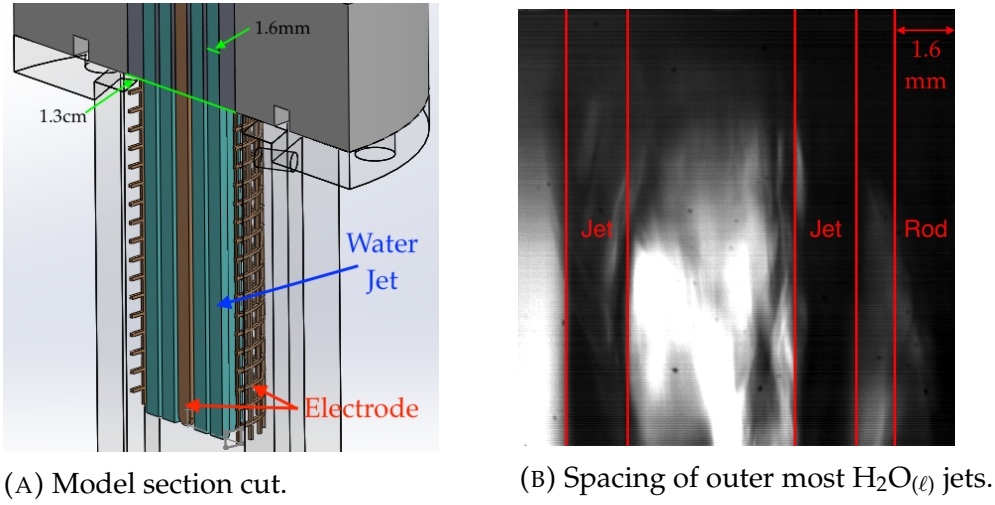 1.6mm
1.3cm
Water
Jet
Electrode
(A) Model section cut.
1.6
mm
Jet
Jet
Rod
(B) Spacing of outer most H₂O₍ℓ₎ jets.